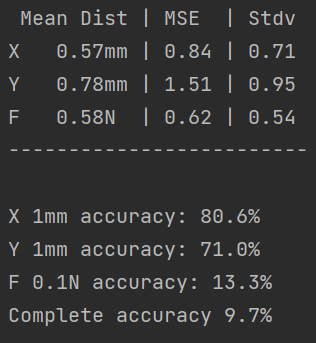 Mean Dist | MSE | Stdv
X 0.57mm | 0.84 | 0.71
Y 0.78mm | 1.51 | 0.95
F 0.58N | 0.62 | 0.54
-------------------------
X 1mm accuracy: 80.6%
Y 1mm accuracy: 71.0%
F 0.1N accuracy: 13.3%
Complete accuracy 9.7%